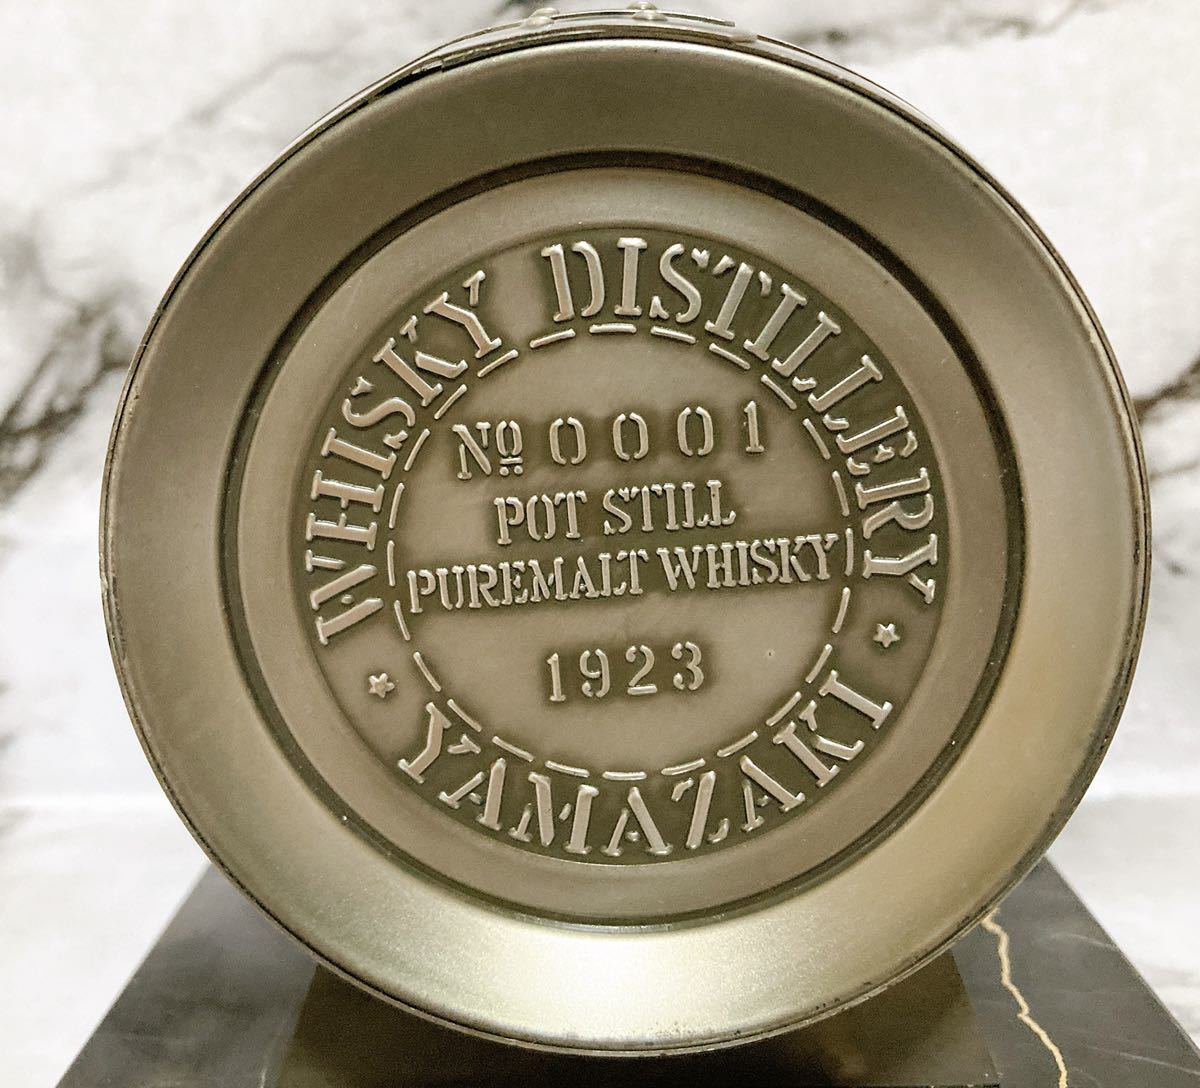 WHISKY DISTILLERY
Nº 0001
POT STILL
PUREMALT WHISKY
1923
YAMAZAKI